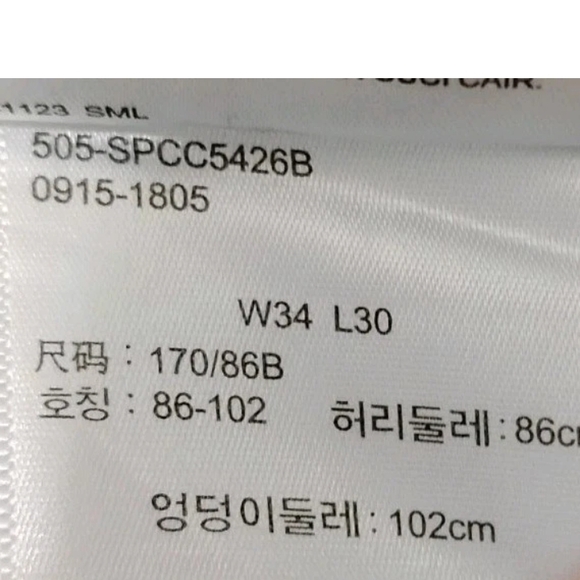 1123 SML
505-SPCC5426B
0915-1805
W34 L30
尺码：170/86B
호칭 : 86-102 허리둘레 : 86cm
엉덩이둘레 : 102cm